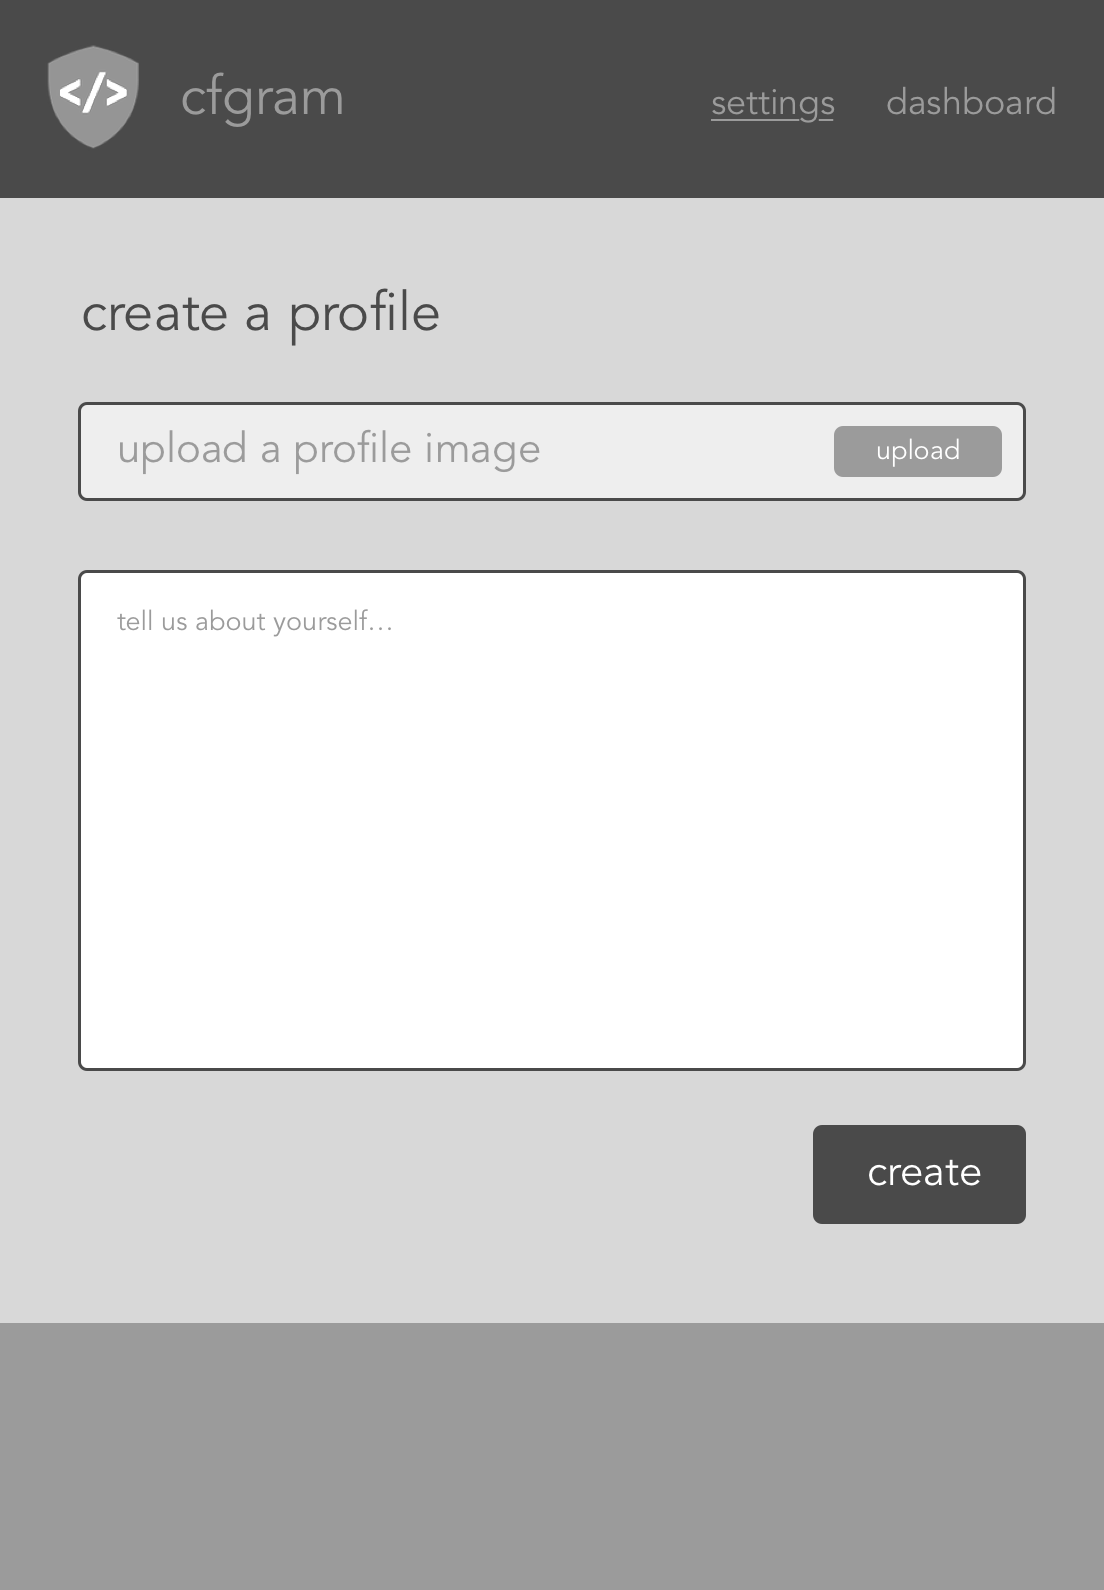 </> cfgram settings dashboard
create a profile
upload a profile image upload
tell us about yourself...
create